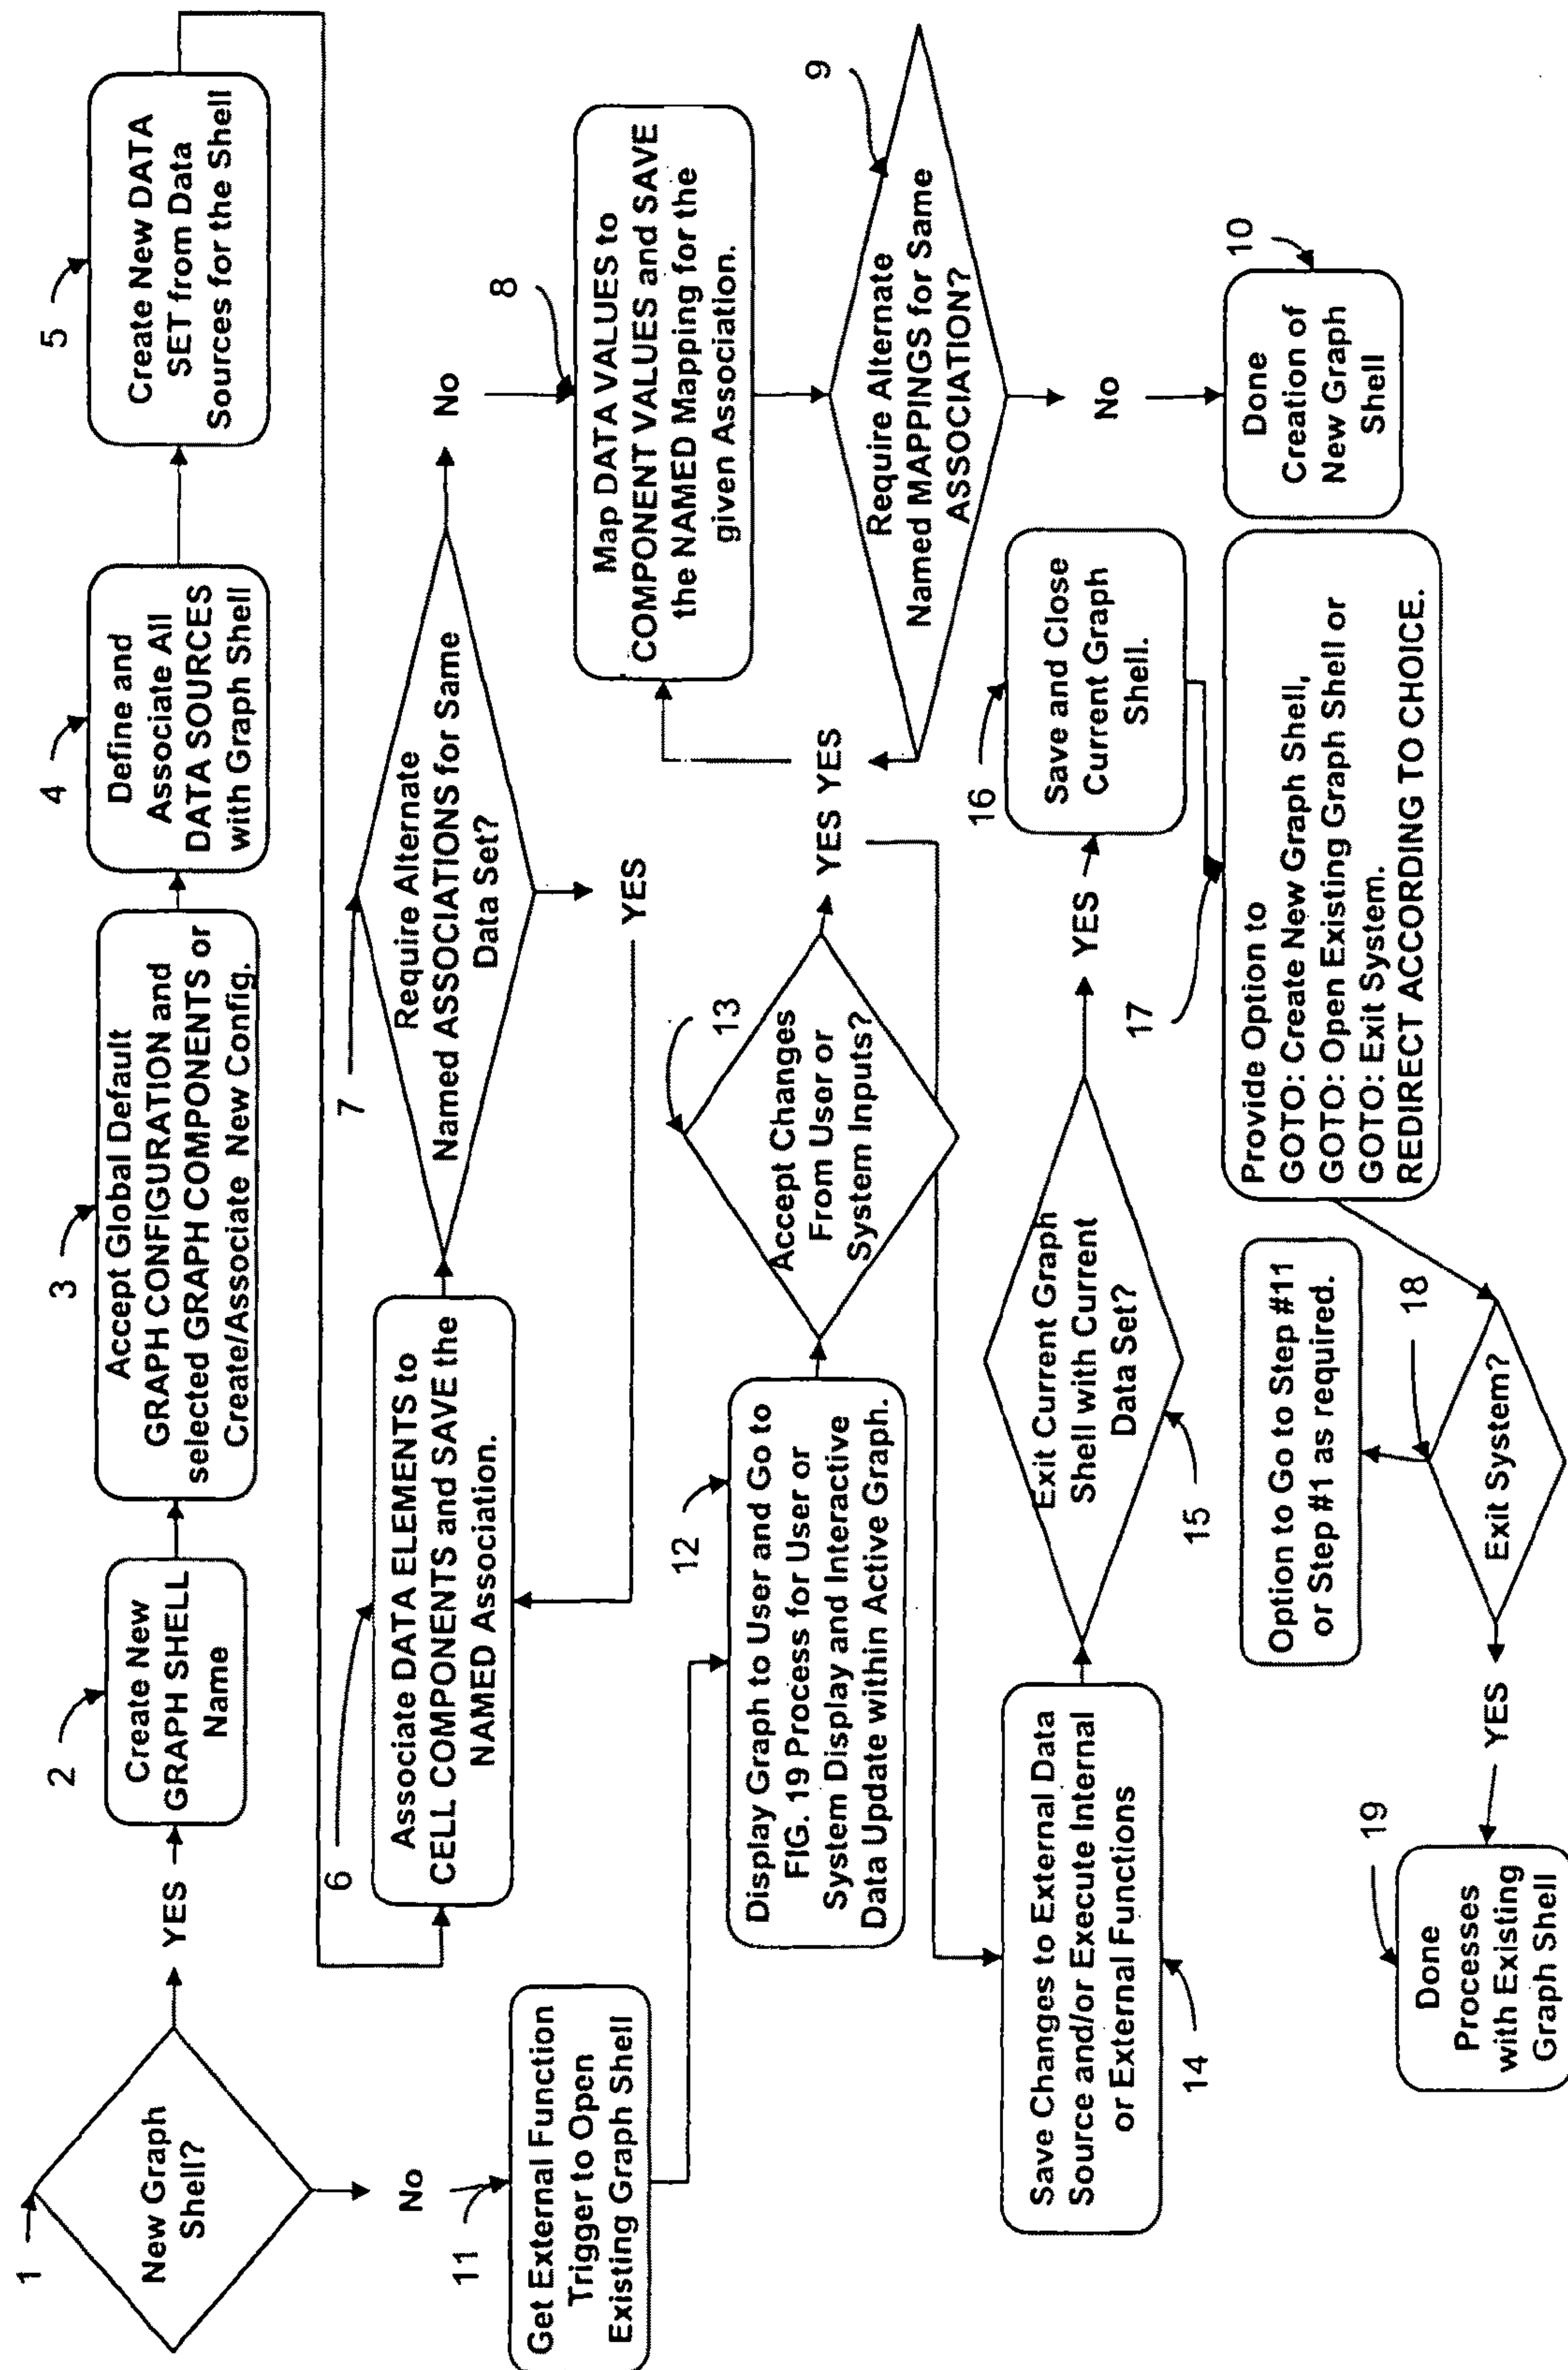 1
New Graph
Shell?
YES
2
Create New
GRAPH SHELL
Name
3
Accept Global Default
GRAPH CONFIGURATION and
selected GRAPH COMPONENTS or
Create/Associate New Config.
4
Define and
Associate All
DATA SOURCES
with Graph Shell
5
Create New DATA
SET from Data
Sources for the Shell
6
Associate DATA ELEMENTS to
CELL COMPONENTS and SAVE the
NAMED Association.
7
Require Alternate
Named ASSOCIATIONS for Same
Data Set?
YES
No
8
Map DATA VALUES to
COMPONENT VALUES and SAVE
the NAMED Mapping for the
given Association.
9
Require Alternate
Named MAPPINGS for Same
ASSOCIATION?
YES
No
10
Done
Creation of
New Graph
Shell
No
11
Get External Function
Trigger to Open
Existing Graph Shell
12
Display Graph to User and Go to
FIG. 19 Process for User or
System Display and Interactive
Data Update within Active Graph.
13
Accept Changes
From User or
System Inputs?
YES
14
Save Changes to External Data
Source and/or Execute Internal
or External Functions
15
Exit Current Graph
Shell with Current
Data Set?
YES
16
Save and Close
Current Graph
Shell.
17
Provide Option to
GOTO: Create New Graph Shell,
GOTO: Open Existing Graph Shell or
GOTO: Exit System.
REDIRECT ACCORDING TO CHOICE.
18
Exit System?
Option to Go to Step #11
or Step #1 as required.
YES
19
Done
Processes
with Existing
Graph Shell